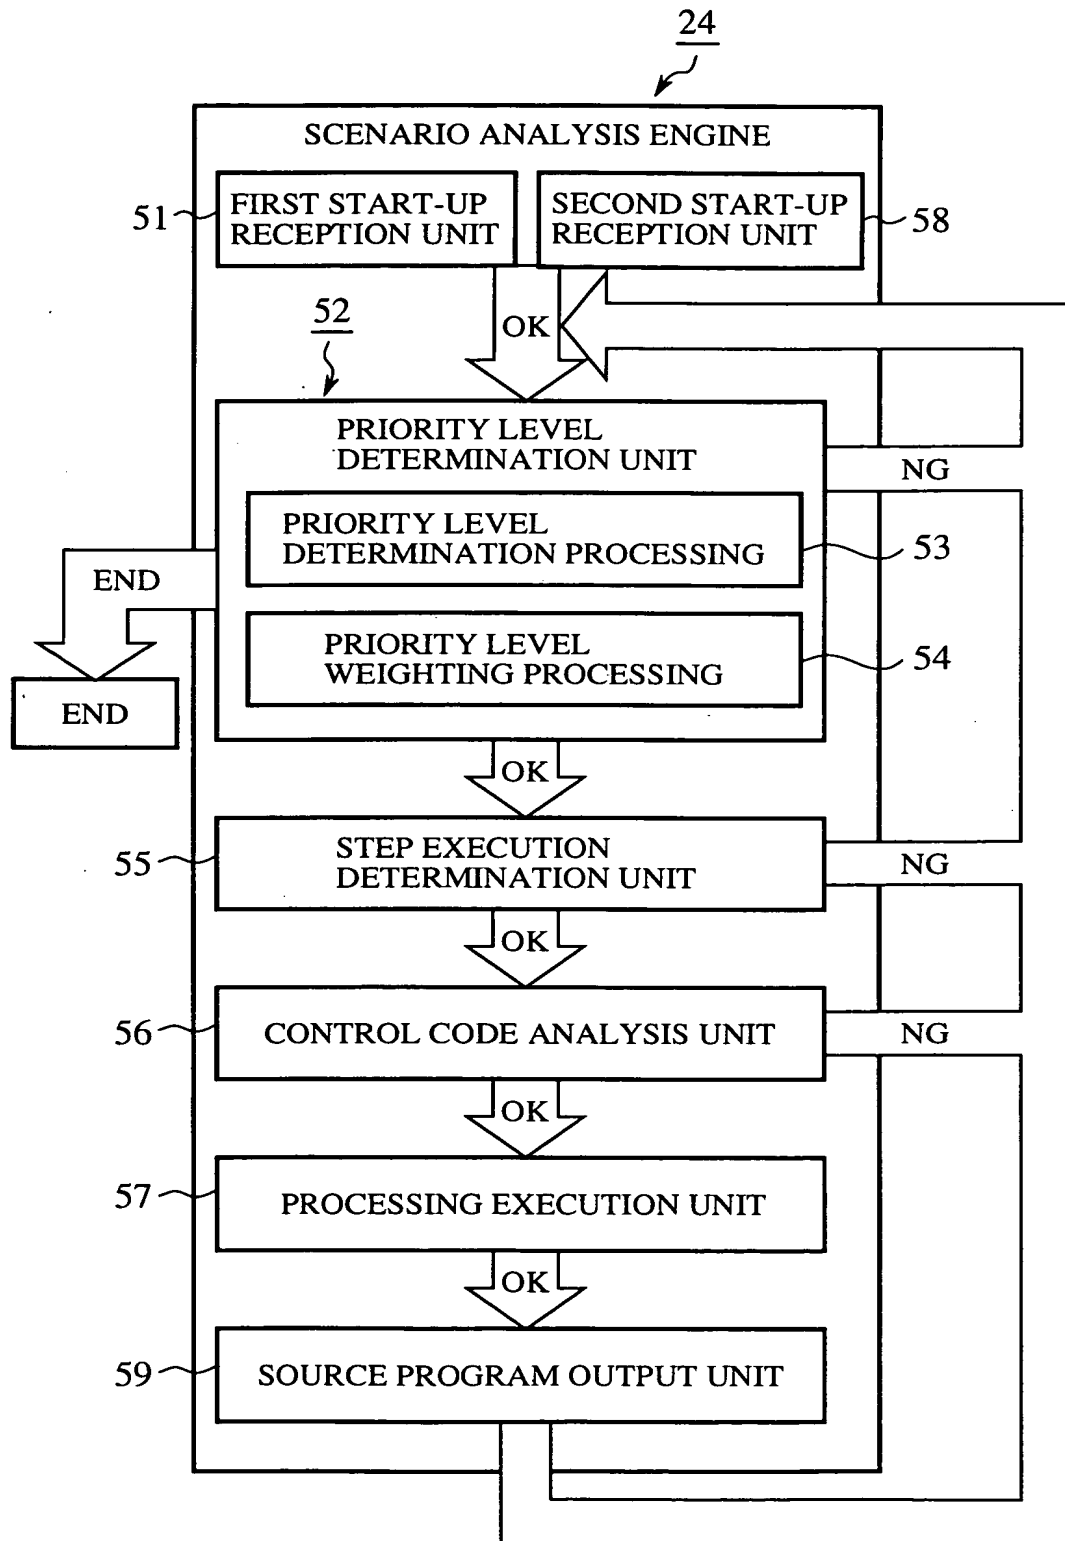 24
SCENARIO ANALYSIS ENGINE
51
FIRST START-UP
RECEPTION UNIT
SECOND START-UP
RECEPTION UNIT
58
OK
52
PRIORITY LEVEL
DETERMINATION UNIT
NG
PRIORITY LEVEL
DETERMINATION PROCESSING
53
END
PRIORITY LEVEL
WEIGHTING PROCESSING
54
END
OK
55
STEP EXECUTION
DETERMINATION UNIT
NG
OK
56
CONTROL CODE ANALYSIS UNIT
NG
OK
57
PROCESSING EXECUTION UNIT
OK
59
SOURCE PROGRAM OUTPUT UNIT